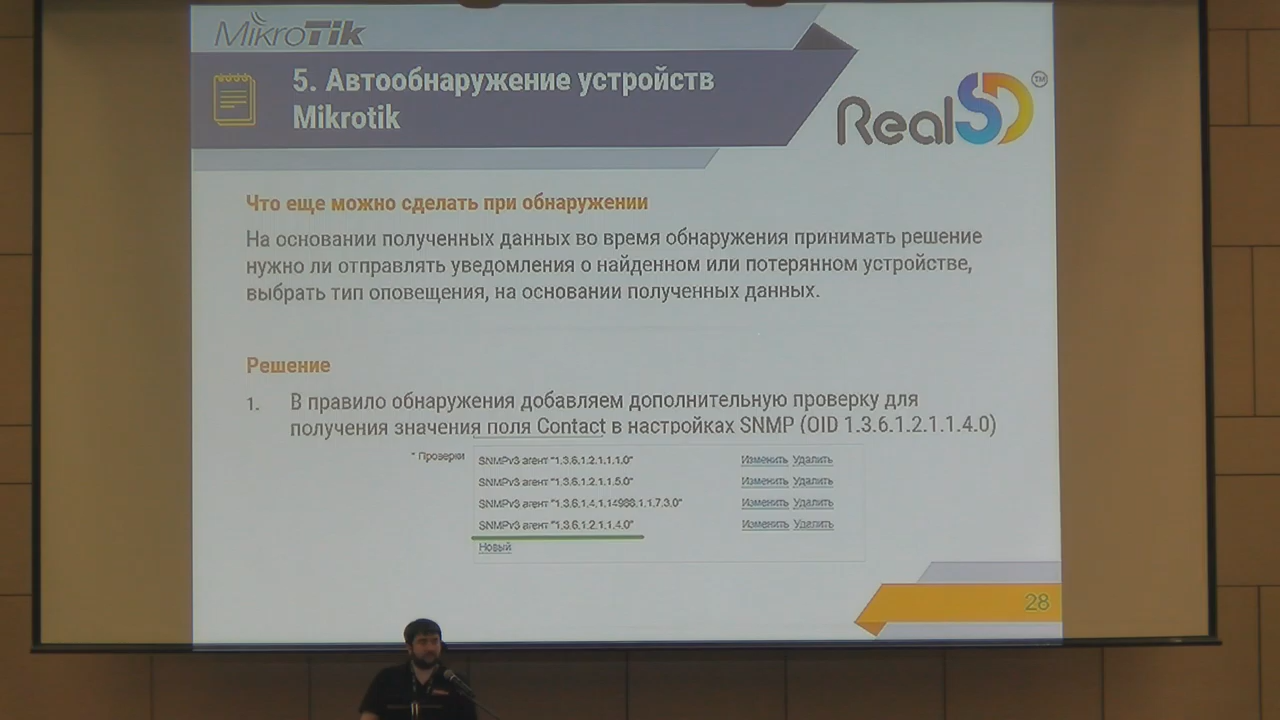 MikroTik
5. Автообнаружение устройств
Mikrotik
RealSD
TM
Что еще можно сделать при обнаружении
На основании полученных данных во время обнаружения принимать решение
нужно ли отправлять уведомления о найденном или потерянном устройстве,
выбрать тип оповещения, на основании полученных данных.
Решение
1. В правило обнаружения добавляем дополнительную проверку для
получения значения поля Contact в настройках SNMP (OID 1.3.6.1.2.1.1.4.0)
* Проверки
SNMPv3 агент "1.3.6.1.2.1.1.1.0" Изменить Удалить
SNMPv3 агент "1.3.6.1.2.1.1.5.0" Изменить Удалить
SNMPv3 агент "1.3.6.1.4.1.14988.1.1.7.3.0" Изменить Удалить
SNMPv3 агент "1.3.6.1.2.1.1.4.0" Изменить Удалить
Новый
28